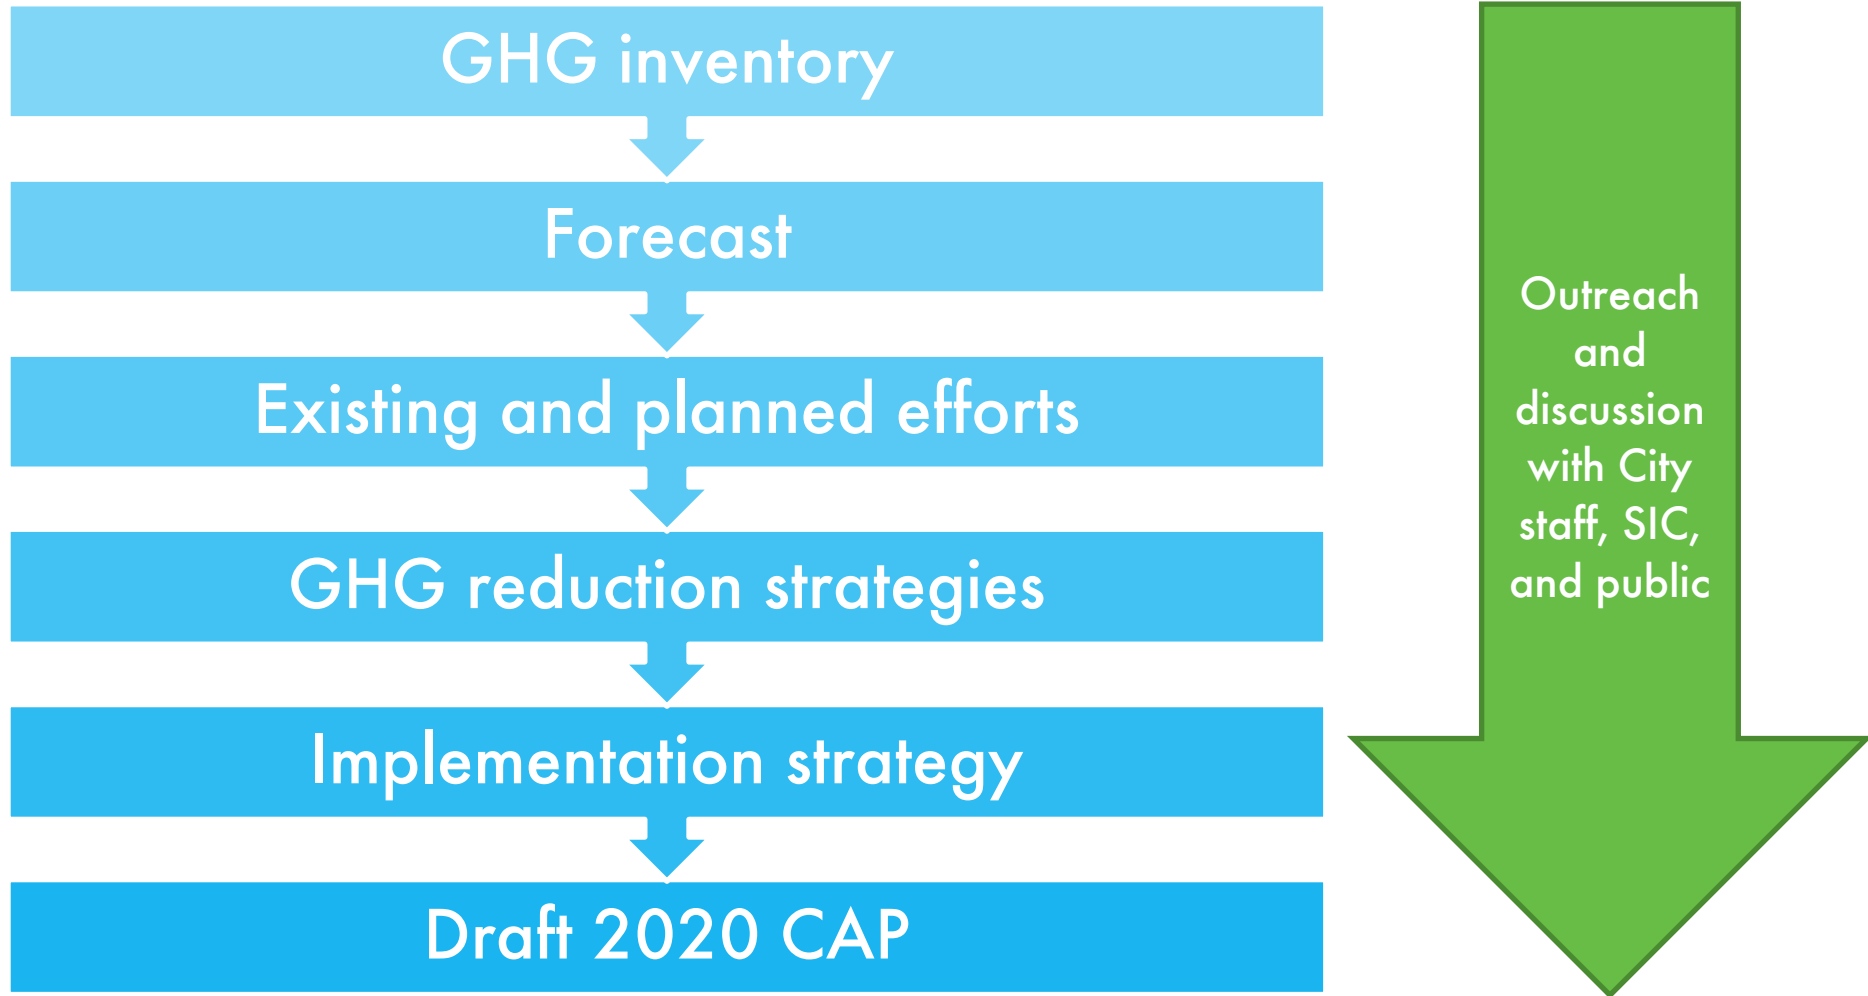 GHG inventory
Forecast
Existing and planned efforts
GHG reduction strategies
Implementation strategy
Draft 2020 CAP
Outreach
and
discussion
with City
staff, SIC,
and public